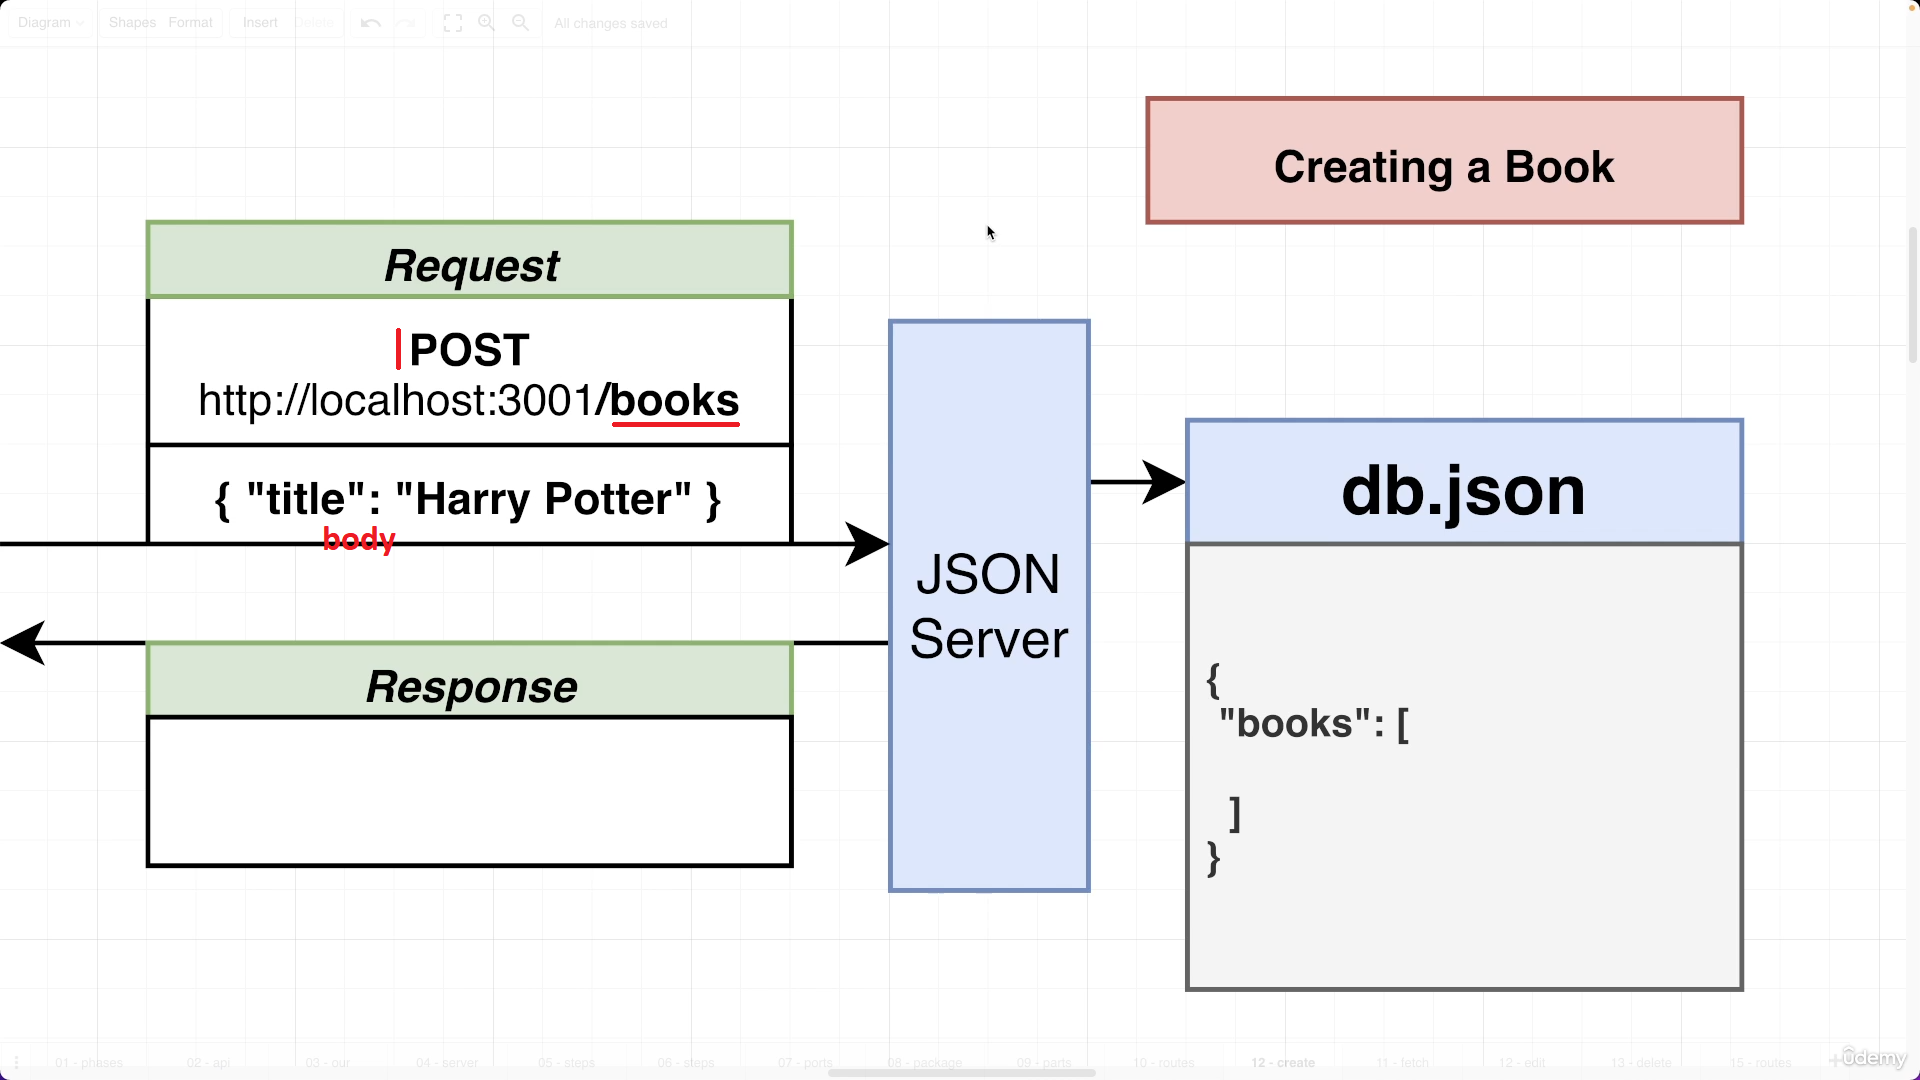 Diagram Shapes Format Insert Delete All changes saved
Creating a Book
Request
POST
http://localhost:3001/books
{ "title": "Harry Potter" }
body
JSON
Server
db.json
{
"books": [
]
}
Response
01 - phases 02 - api 03 - our 04 - server 05 - steps 06 - steps 07 - ports 08 - package 09 - parts 10 - routes 12 - create 11 - fetch 12 - edit 13 - delete 15 - routes
ûdemy